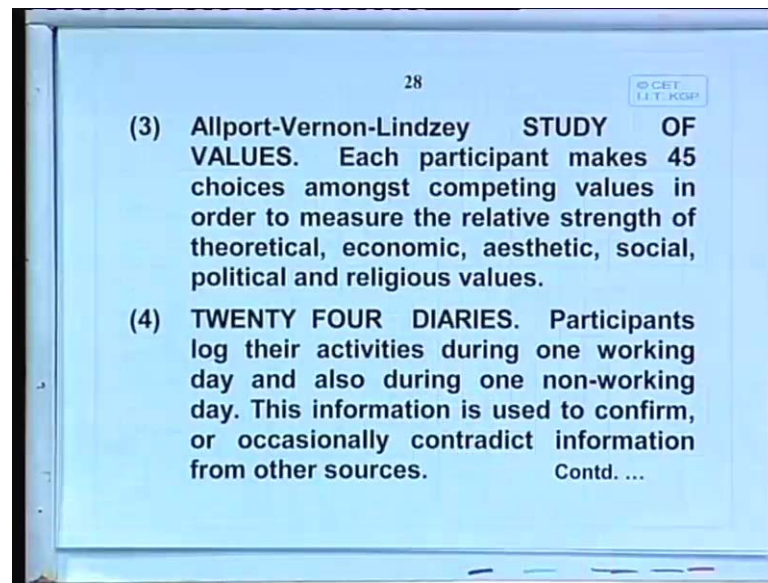 28
© CET
I.I.T. KGP
(3) Allport-Vernon-Lindzey STUDY OF
VALUES. Each participant makes 45
choices amongst competing values in
order to measure the relative strength of
theoretical, economic, aesthetic, social,
political and religious values.
(4) TWENTY FOUR DIARIES. Participants
log their activities during one working
day and also during one non-working
day. This information is used to confirm,
or occasionally contradict information
from other sources. Contd. ...